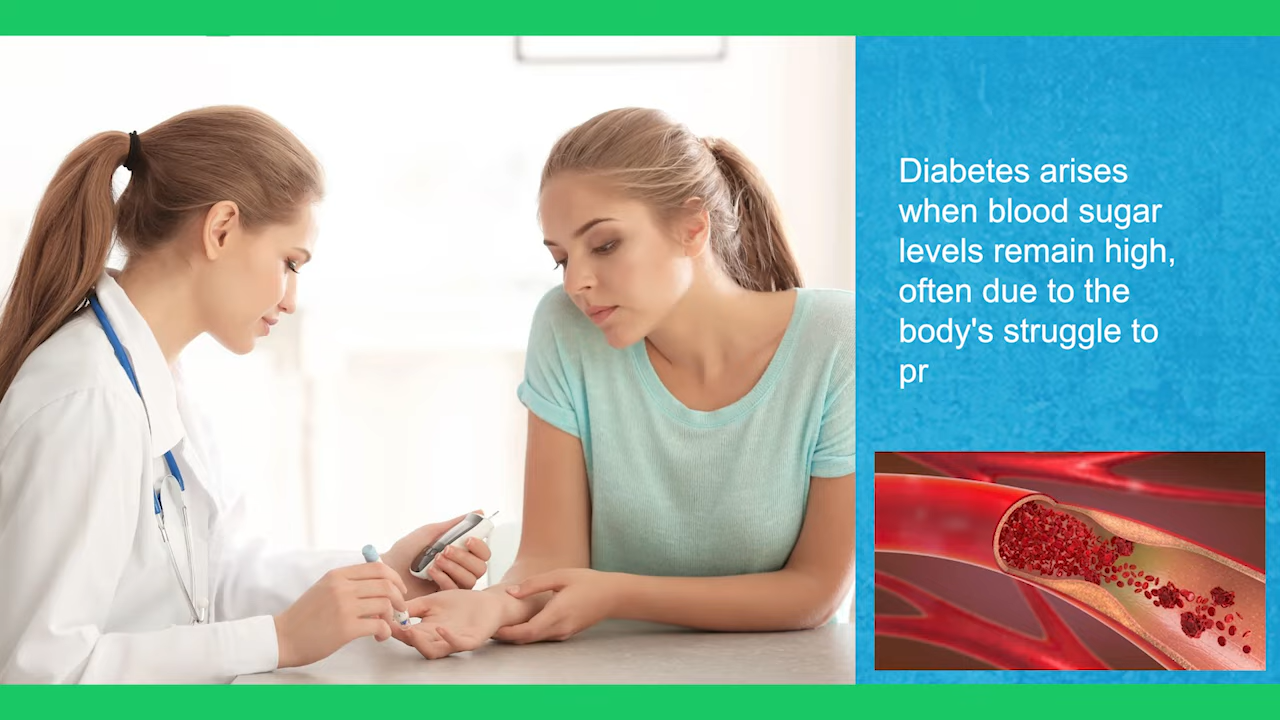 Diabetes arises
when blood sugar
levels remain high,
often due to the
body's struggle to
pr